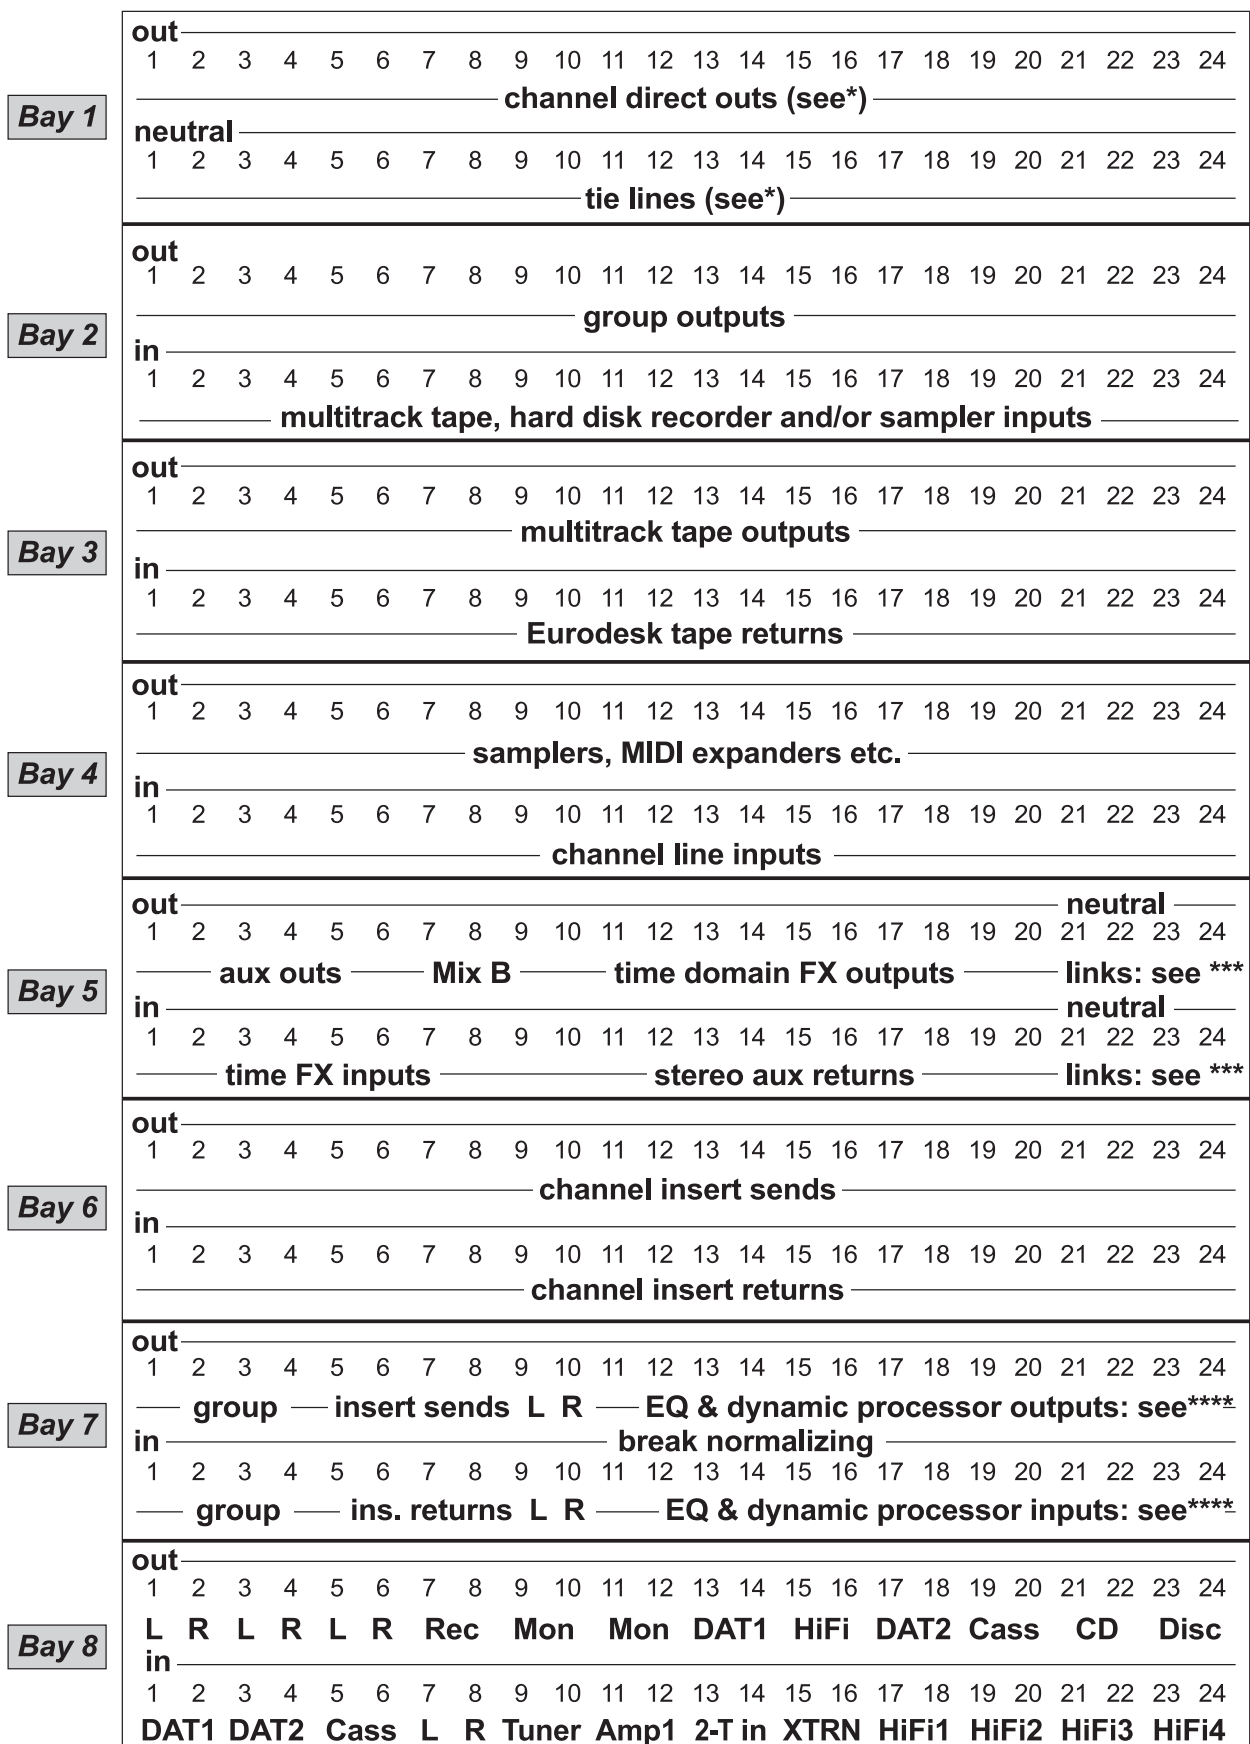 out
1 2 3 4 5 6 7 8 9 10 11 12 13 14 15 16 17 18 19 20 21 22 23 24
channel direct outs (see*)
Bay 1
neutral
1 2 3 4 5 6 7 8 9 10 11 12 13 14 15 16 17 18 19 20 21 22 23 24
tie lines (see*)
out
1 2 3 4 5 6 7 8 9 10 11 12 13 14 15 16 17 18 19 20 21 22 23 24
group outputs
Bay 2
in
1 2 3 4 5 6 7 8 9 10 11 12 13 14 15 16 17 18 19 20 21 22 23 24
multitrack tape, hard disk recorder and/or sampler inputs
out
1 2 3 4 5 6 7 8 9 10 11 12 13 14 15 16 17 18 19 20 21 22 23 24
multitrack tape outputs
Bay 3
in
1 2 3 4 5 6 7 8 9 10 11 12 13 14 15 16 17 18 19 20 21 22 23 24
Eurodesk tape returns
out
1 2 3 4 5 6 7 8 9 10 11 12 13 14 15 16 17 18 19 20 21 22 23 24
samplers, MIDI expanders etc.
Bay 4
in
1 2 3 4 5 6 7 8 9 10 11 12 13 14 15 16 17 18 19 20 21 22 23 24
channel line inputs
out neutral
1 2 3 4 5 6 7 8 9 10 11 12 13 14 15 16 17 18 19 20 21 22 23 24
aux outs Mix B time domain FX outputs links: see ***
Bay 5
in neutral
1 2 3 4 5 6 7 8 9 10 11 12 13 14 15 16 17 18 19 20 21 22 23 24
time FX inputs stereo aux returns links: see ***
out
1 2 3 4 5 6 7 8 9 10 11 12 13 14 15 16 17 18 19 20 21 22 23 24
channel insert sends
Bay 6
in
1 2 3 4 5 6 7 8 9 10 11 12 13 14 15 16 17 18 19 20 21 22 23 24
channel insert returns
out
1 2 3 4 5 6 7 8 9 10 11 12 13 14 15 16 17 18 19 20 21 22 23 24
group insert sends L R EQ & dynamic processor outputs: see****
Bay 7
in break normalizing
1 2 3 4 5 6 7 8 9 10 11 12 13 14 15 16 17 18 19 20 21 22 23 24
group ins. returns L R EQ & dynamic processor inputs: see****
out
1 2 3 4 5 6 7 8 9 10 11 12 13 14 15 16 17 18 19 20 21 22 23 24
L R L R L R Rec Mon Mon DAT1 HiFi DAT2 Cass CD Disc
Bay 8
in
1 2 3 4 5 6 7 8 9 10 11 12 13 14 15 16 17 18 19 20 21 22 23 24
DAT1 DAT2 Cass L R Tuner Amp1 2-T in XTRN HiFi1 HiFi2 HiFi3 HiFi4